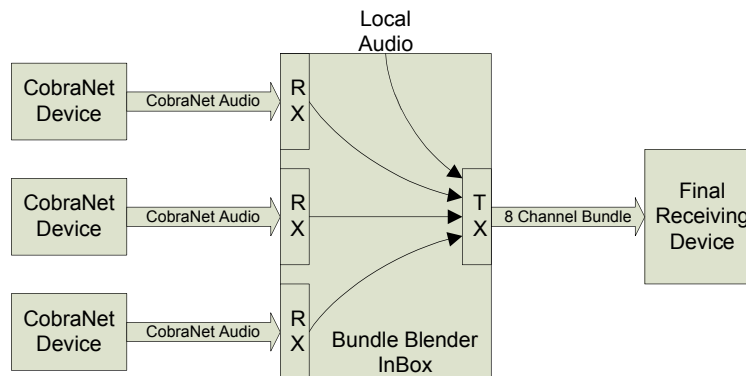 Local
Audio
CobraNet
Device
CobraNet Audio
R
X
CobraNet
Device
CobraNet Audio
R
X
T
X
8 Channel Bundle
Final
Receiving
Device
CobraNet
Device
CobraNet Audio
R
X
Bundle Blender
InBox